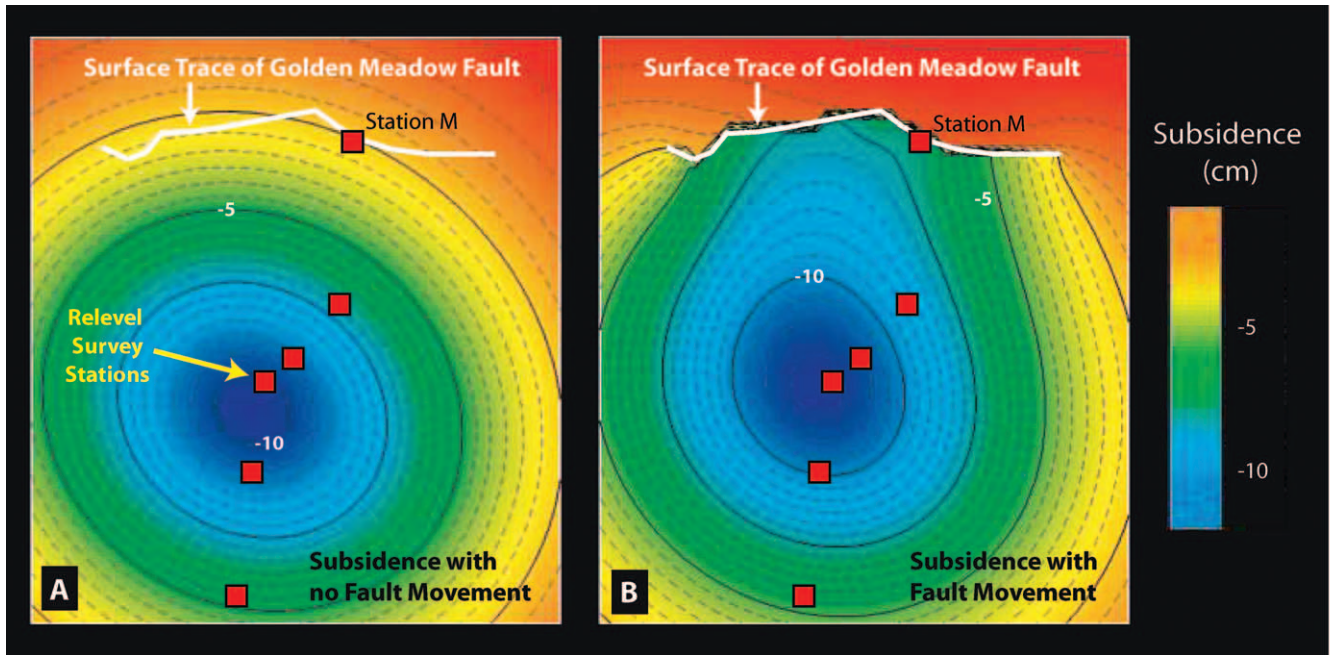 Surface Trace of Golden Meadow Fault
Station M
-5
Relevel
Survey
Stations
-10
Subsidence with
no Fault Movement
A
Surface Trace of Golden Meadow Fault
Station M
-5
-10
Subsidence with
Fault Movement
B
Subsidence
(cm)
-5
-10